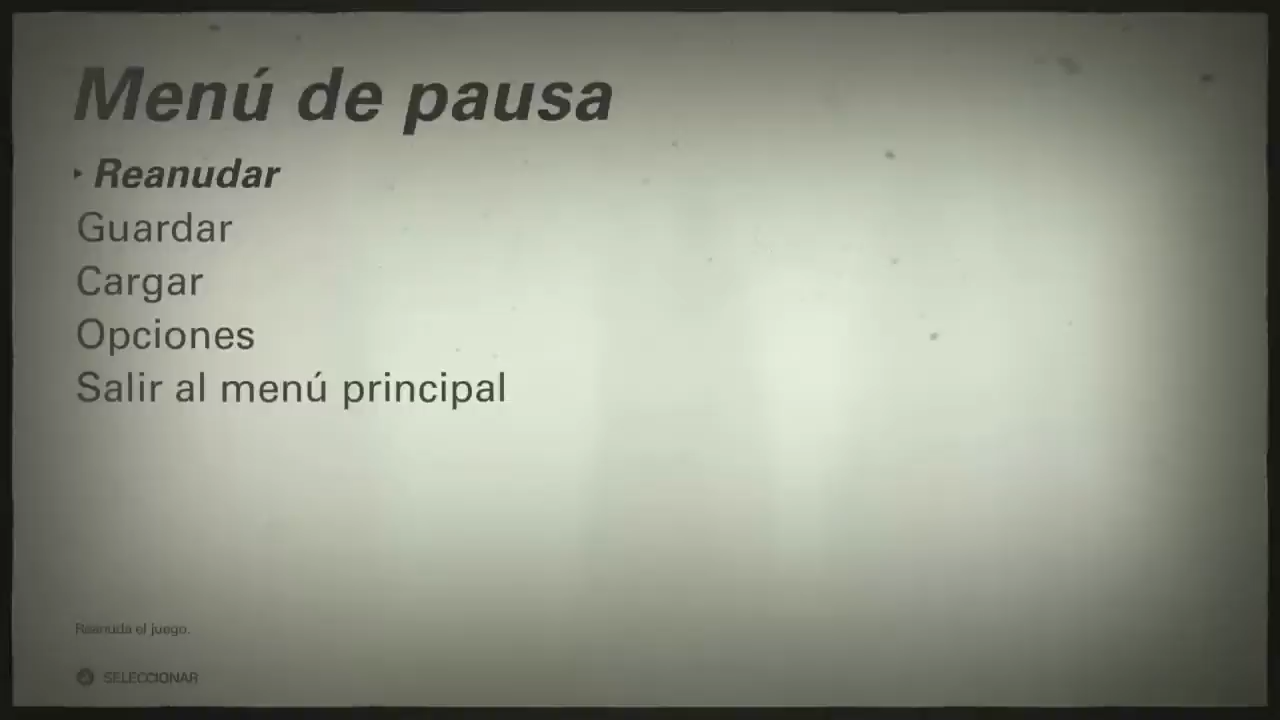 Menú de pausa
Reanudar
Guardar
Cargar
Opciones
Salir al menú principal
Reanuda el juego.
SELECCIONAR